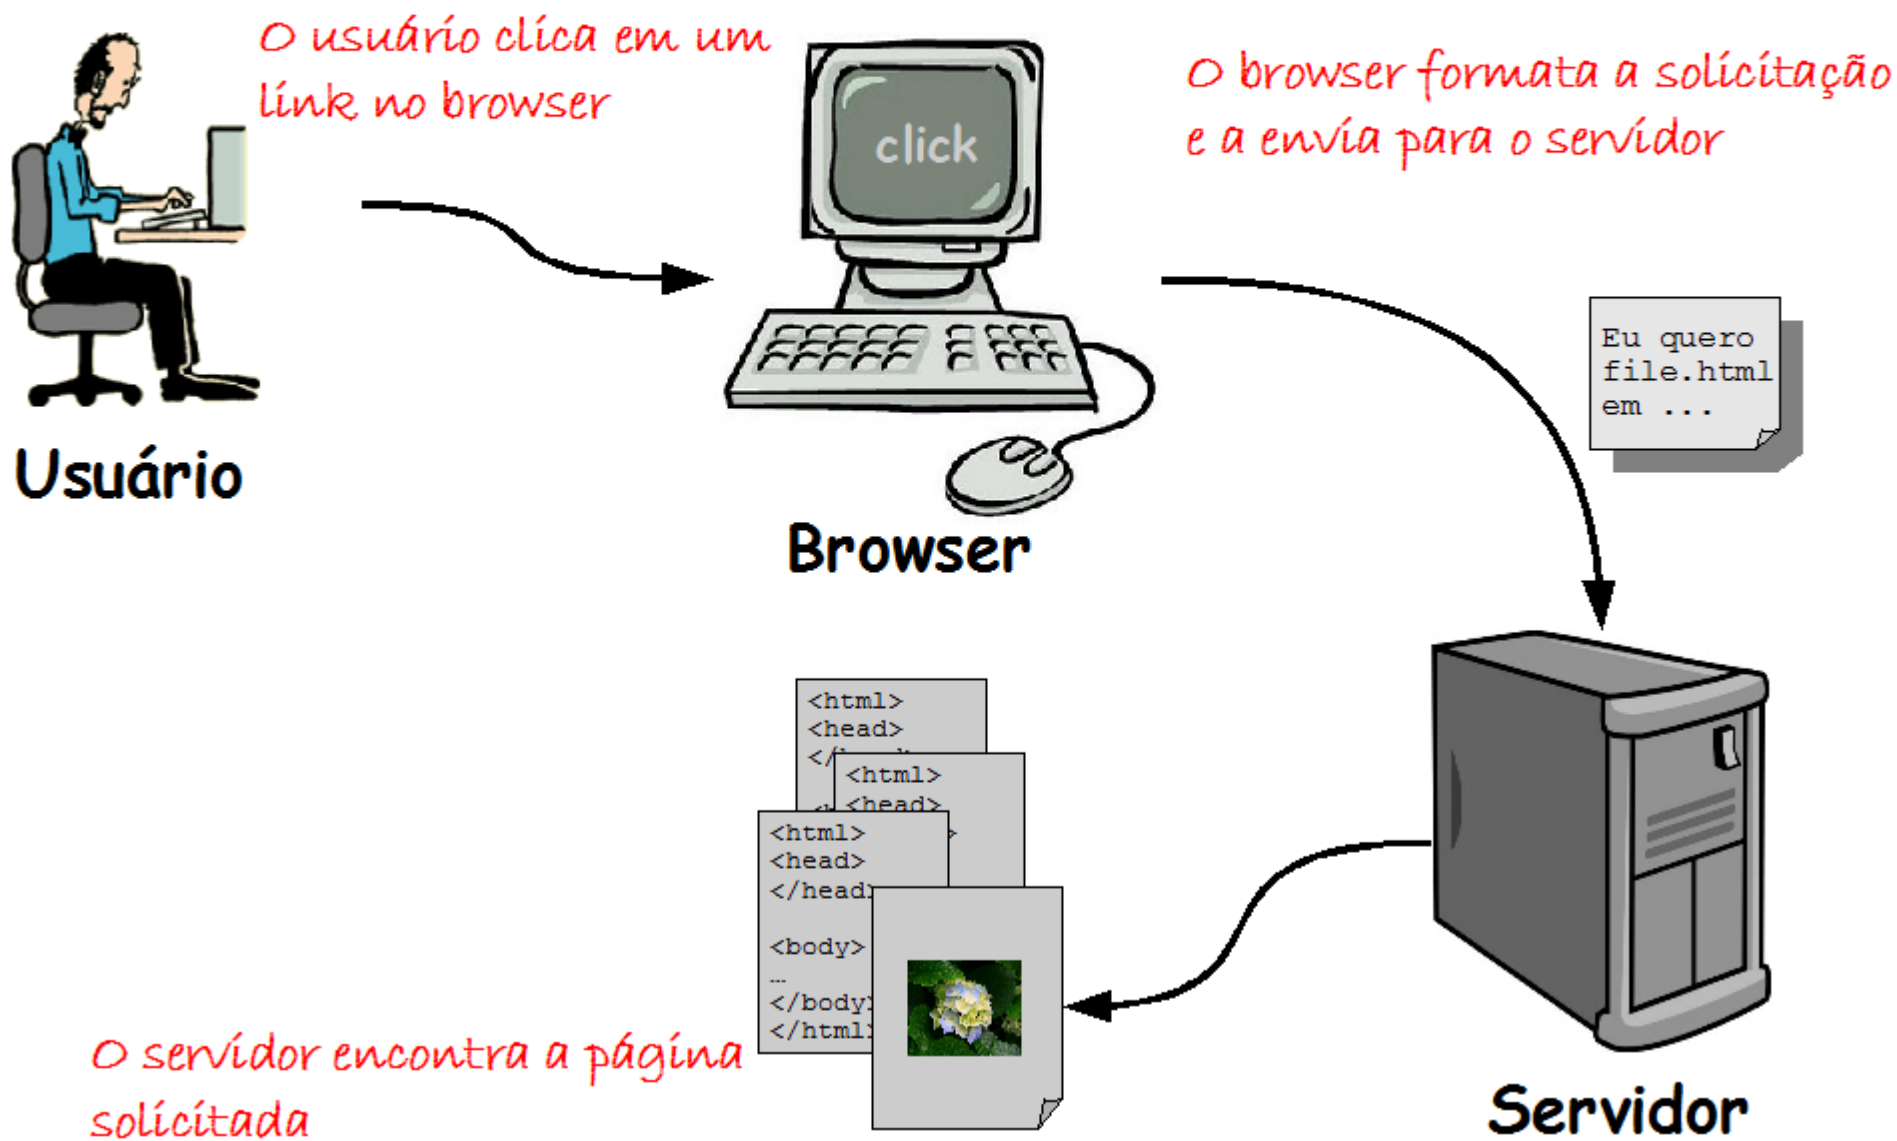 O usuário clica em um
link no browser
click
O browser formata a solicitação
e a envia para o servidor
Eu quero
file.html
em ...
Usuário
Browser
<html>
<head>
<html>
<head>
<html>
<head>
</head>
<body>
…
</body>
</html>
O servidor encontra a página
solicitada
Servidor